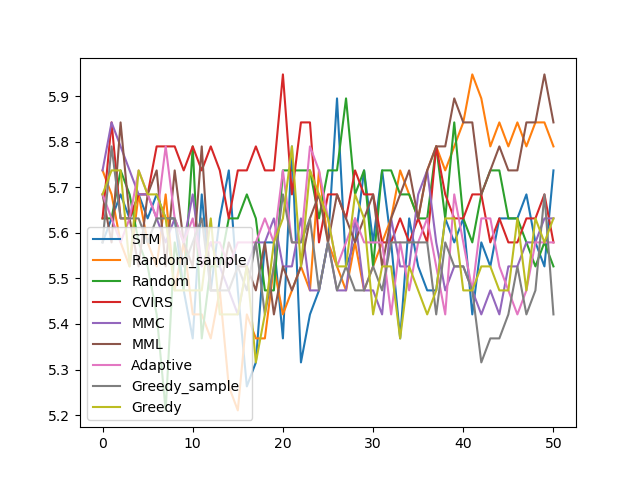 5.9
5.8
5.7
5.6
5.5
5.4
5.3
5.2
STM
Random_sample
Random
CVIRS
MMC
MML
Adaptive
Greedy_sample
Greedy
0 10 20 30 40 50